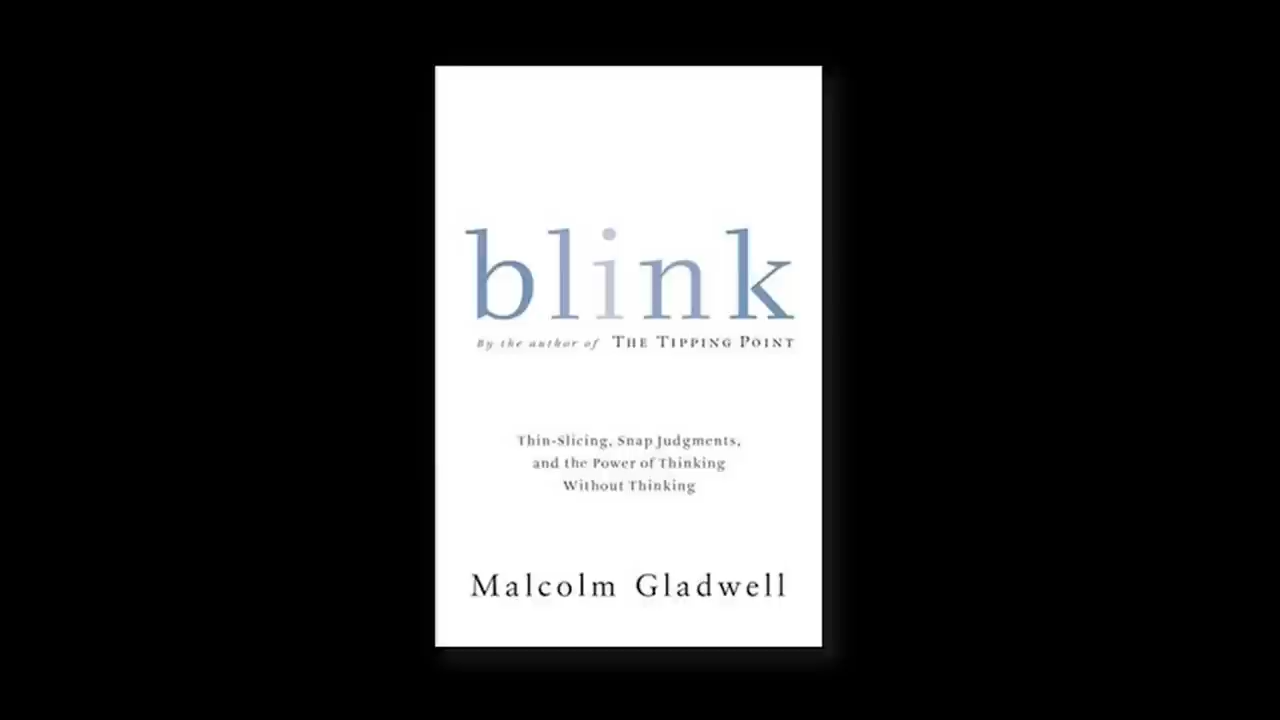 blink
By the author of THE TIPPING POINT
Thin-Slicing, Snap Judgments,
and the Power of Thinking
Without Thinking
Malcolm Gladwell